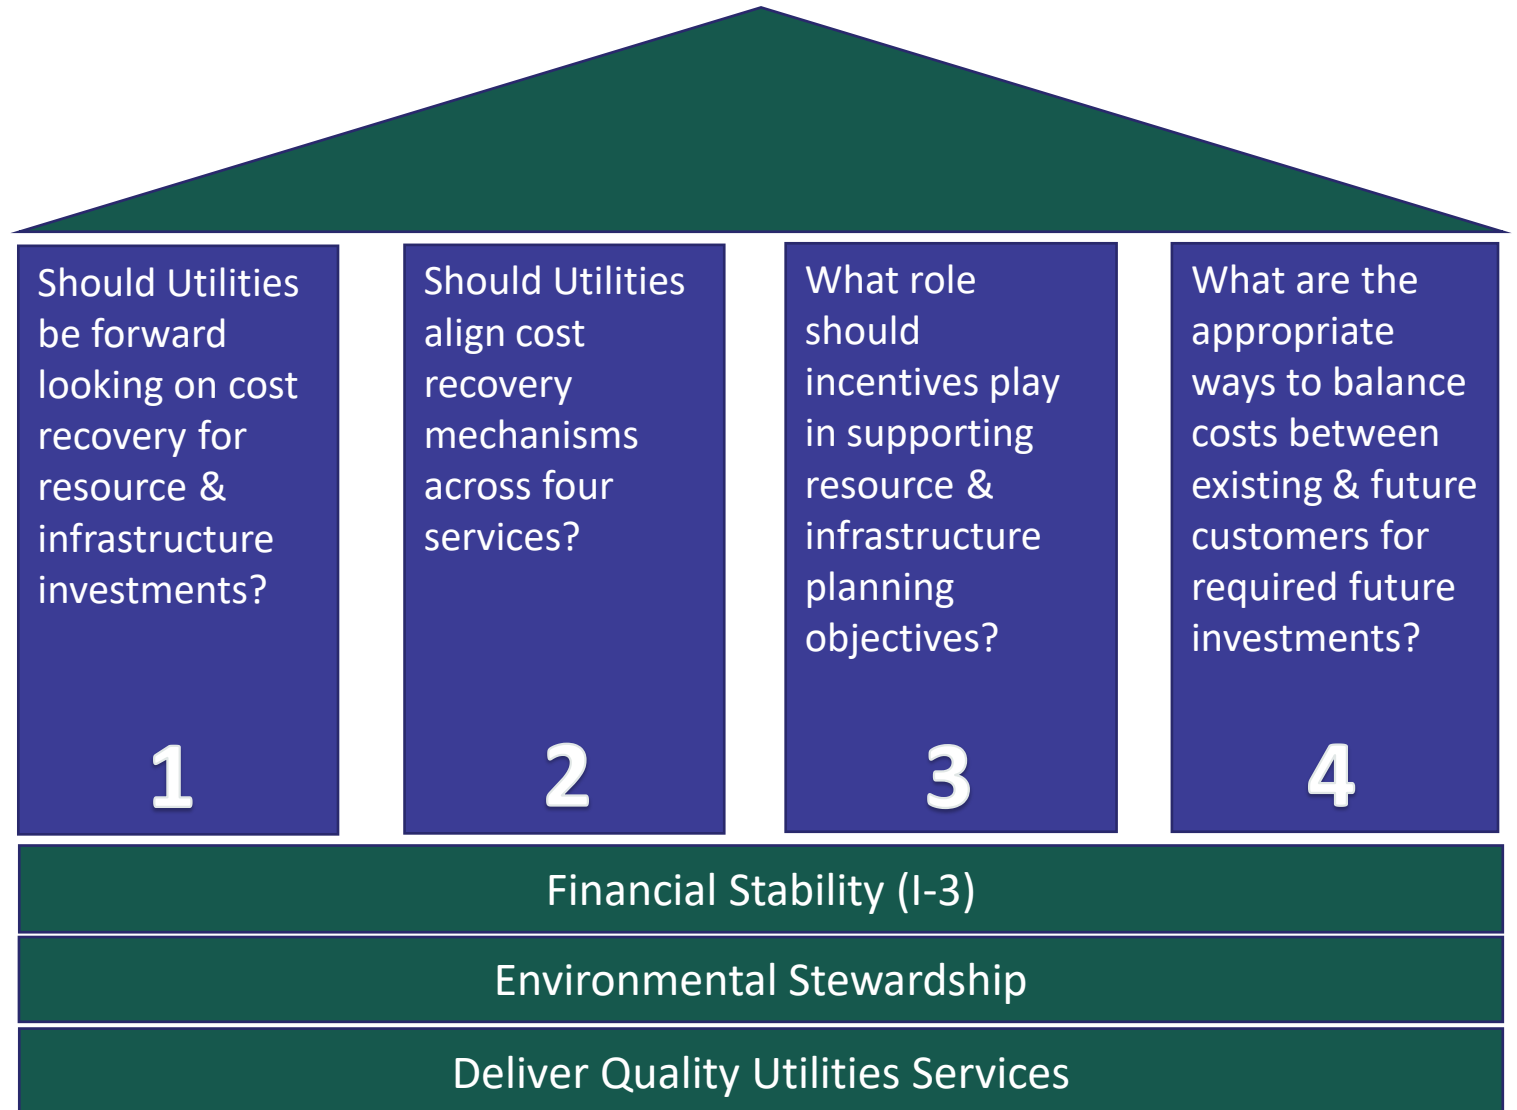 Should Utilities
be forward
looking on cost
recovery for
resource &
infrastructure
investments?
1
Should Utilities
align cost
recovery
mechanisms
across four
services?
2
What role
should
incentives play
in supporting
resource &
infrastructure
planning
objectives?
3
What are the
appropriate
ways to balance
costs between
existing & future
customers for
required future
investments?
4
Financial Stability (I-3)
Environmental Stewardship
Deliver Quality Utilities Services